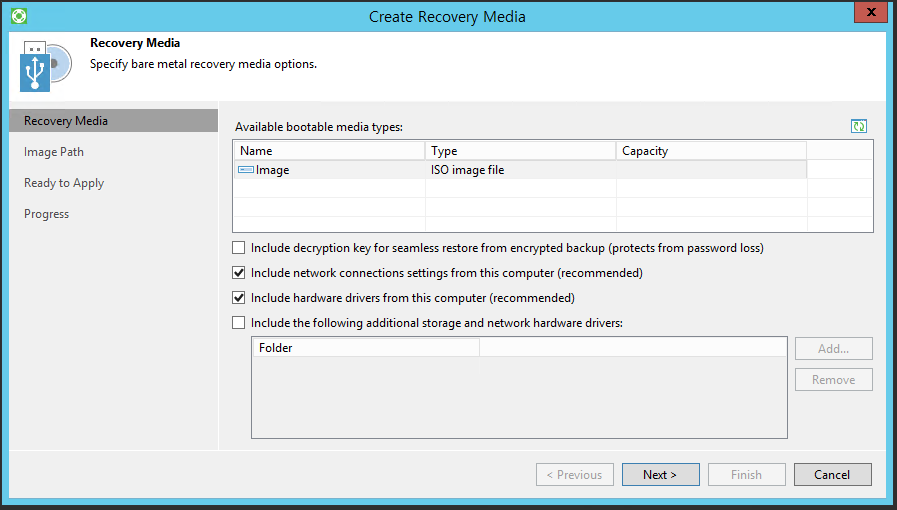 Create Recovery Media
x
Recovery Media
Specify bare metal recovery media options.
Recovery Media
Image Path
Ready to Apply
Progress
Available bootable media types:
Name Type Capacity
Image ISO image file
Include decryption key for seamless restore from encrypted backup (protects from password loss)
Include network connections settings from this computer (recommended)
Include hardware drivers from this computer (recommended)
Include the following additional storage and network hardware drivers:
Folder
Add...
Remove
< Previous Next > Finish Cancel